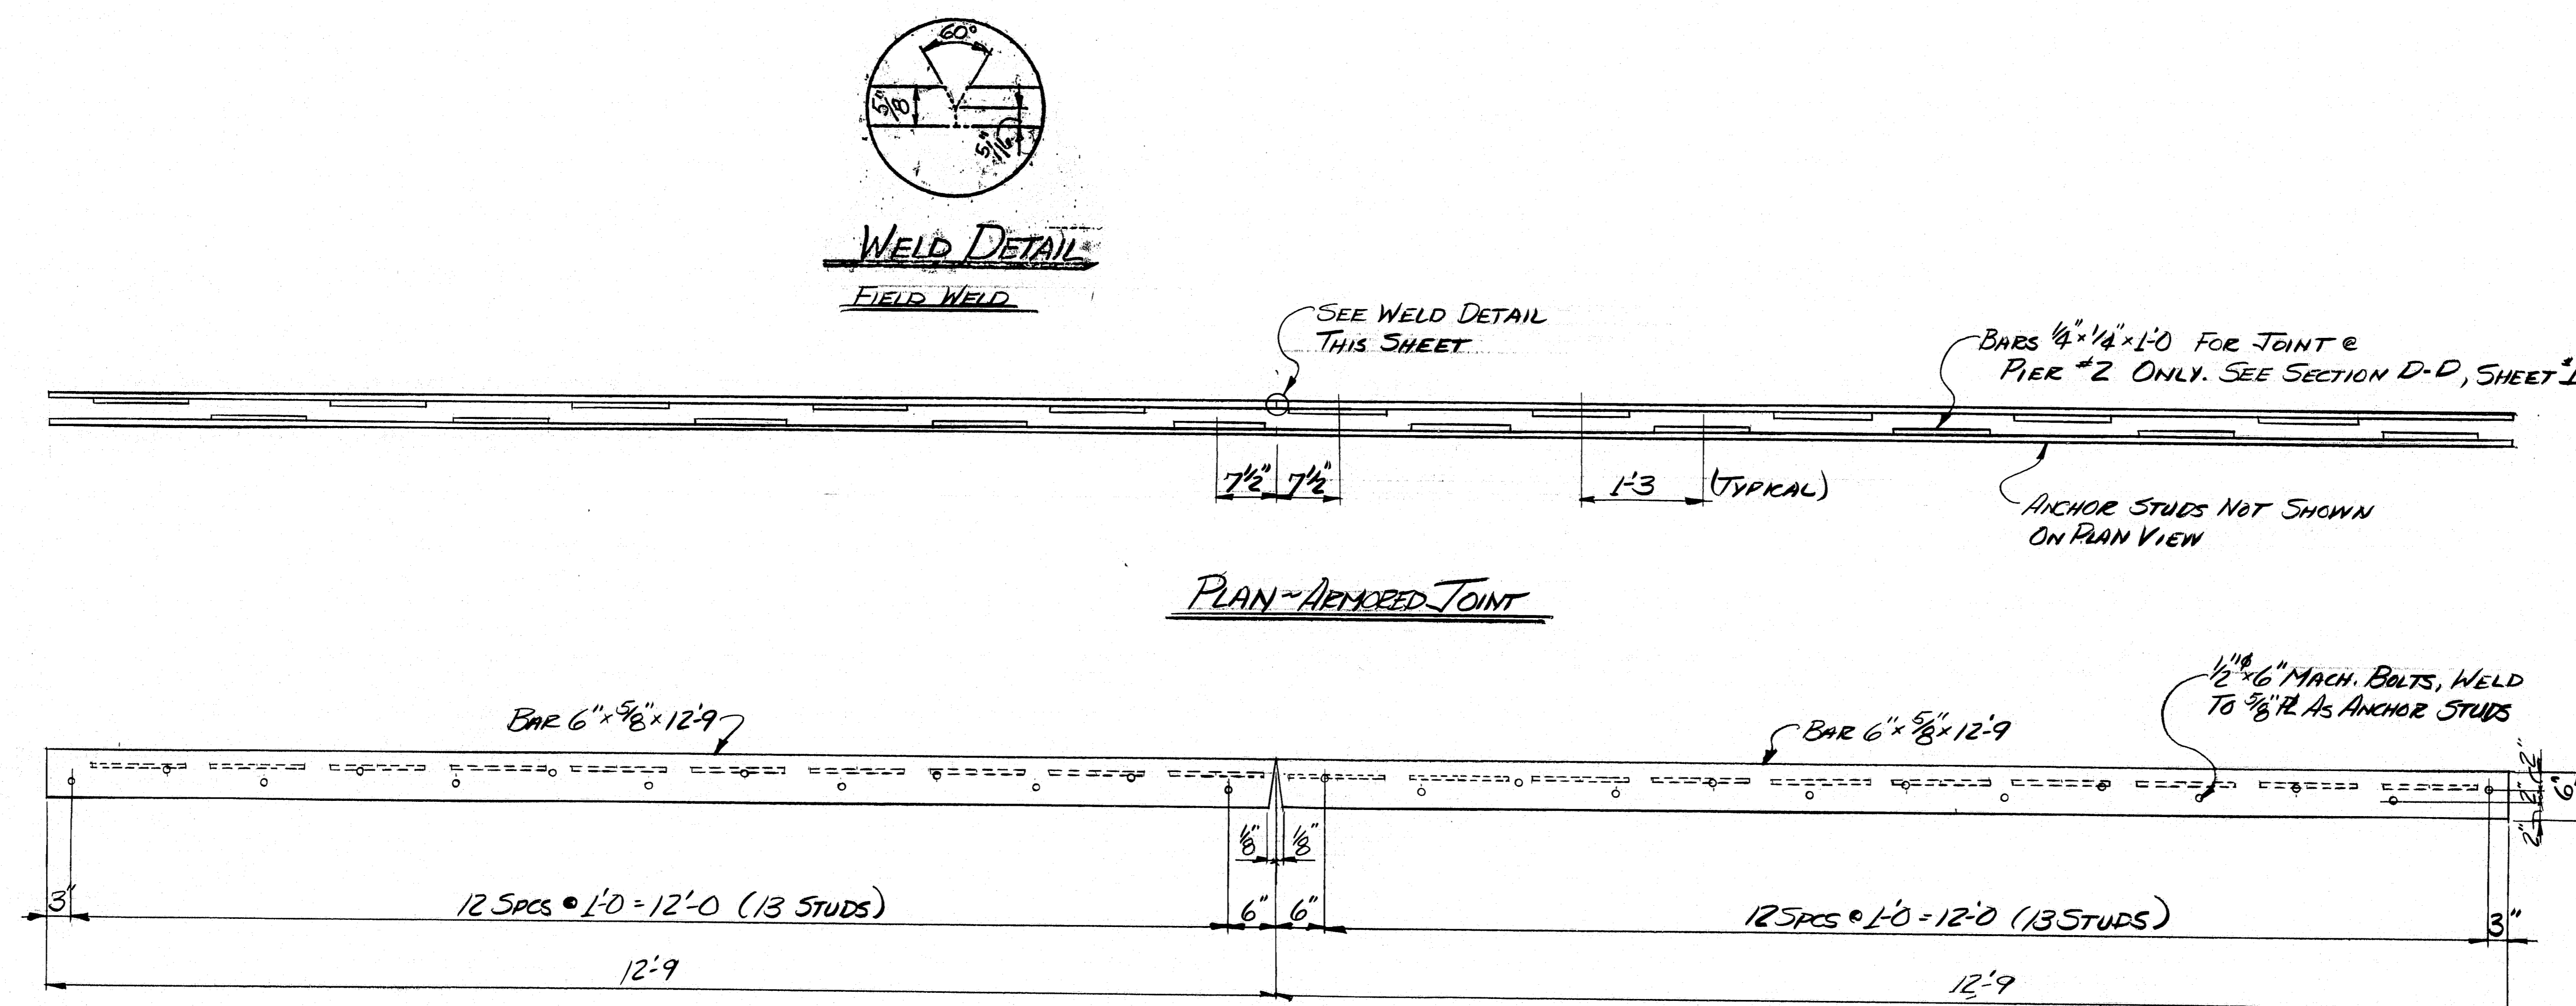 60°
5/8"
5/16"
WELD DETAIL
FIELD WELD
SEE WELD DETAIL
THIS SHEET
BARS 1/4" x 1/4" x 1'-0 FOR JOINT @
PIER #2 ONLY. SEE SECTION D-D, SHEET #1
7 1/2" 7 1/2" 1'-3 (TYPICAL)
ANCHOR STUDS NOT SHOWN
ON PLAN VIEW
PLAN ~ ARMORED JOINT
1/2"ϕ x 6" MACH. BOLTS, WELD
TO 5/8" PL AS ANCHOR STUDS
BAR 6" x 5/8" x 12'-9
BAR 6" x 5/8" x 12'-9
2"
2"
2"
6"
1/8" 1/8"
3" 12 SPCS @ 1'-0 = 12'-0 (13 STUDS) 6" 6" 12 SPCS @ 1'-0 = 12'-0 (13 STUDS) 3"
12'-9 12'-9